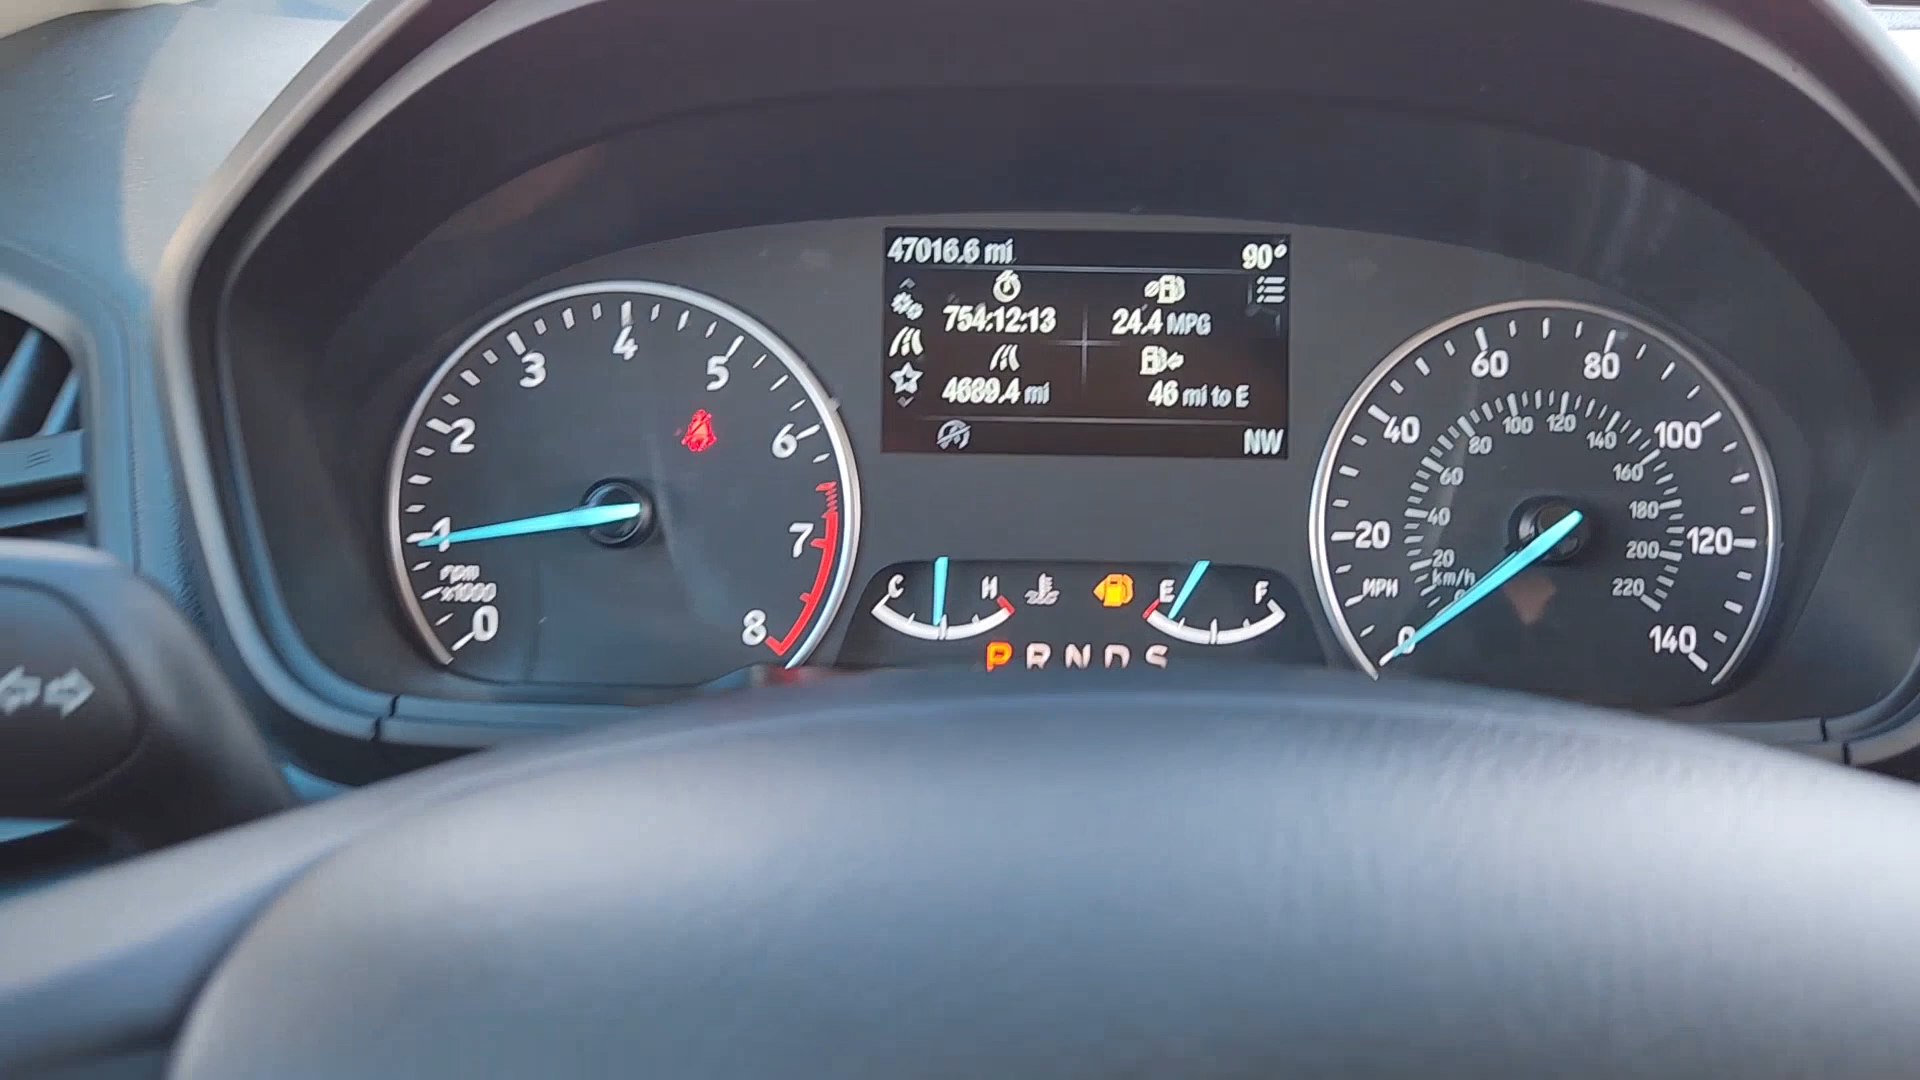 47016.6 mi 90°
754:12:13 24.4 MPG
4689.4 mi 46 mi to E
NW
0 1 2 3 4 5 6 7 8
rpm
x1000
C H E F
P R N D S
0 20 40 60 80 100 120 140
MPH
20 40 60 80 100 120 140 160 180 200 220
km/h